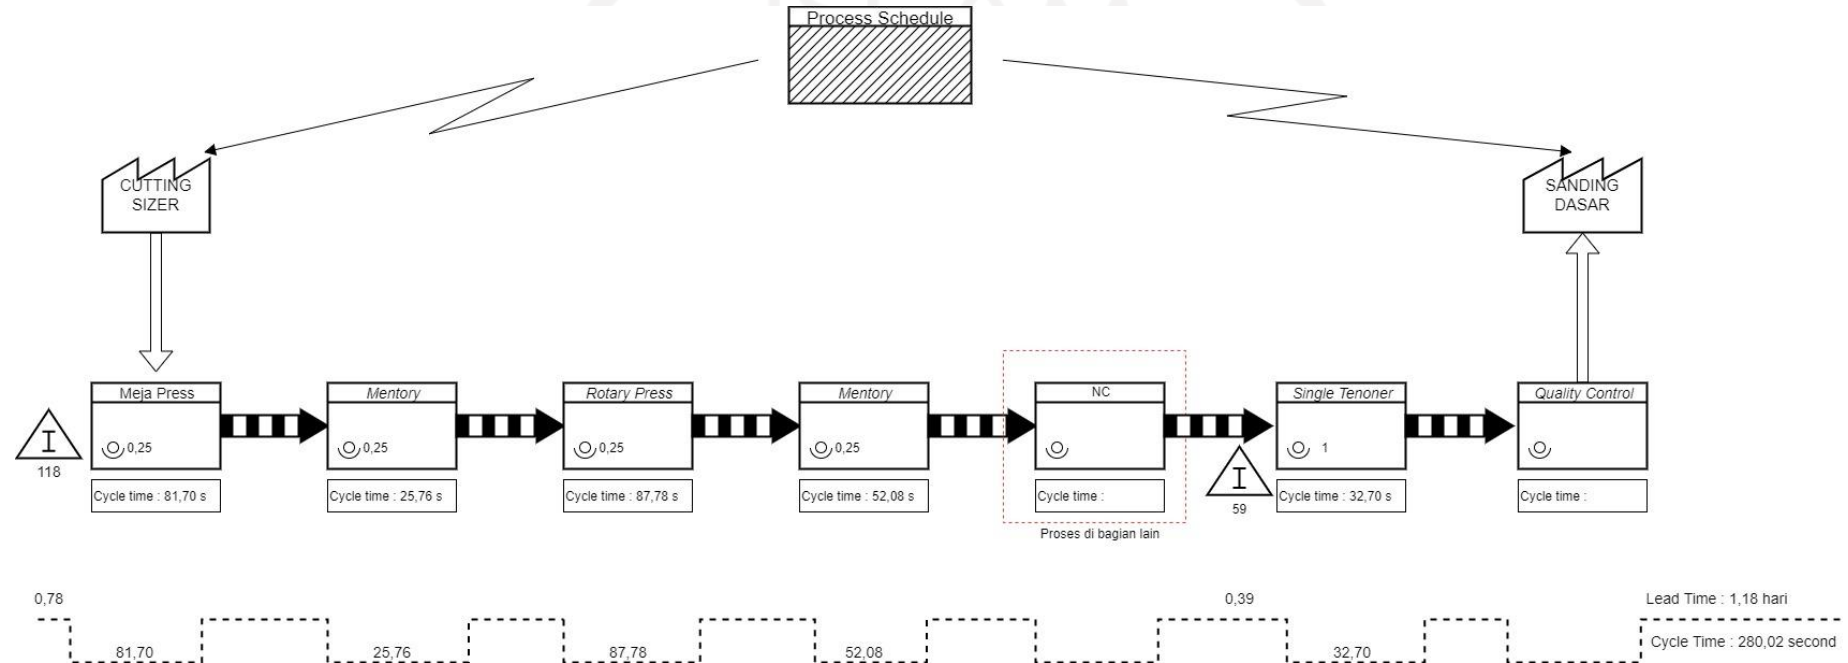 Process Schedule
CUTTING
SIZER
SANDING
DASAR
Meja Press
Mentory
Rotary Press
Mentory
NC
Single Tenoner
Quality Control
I
118
0,25
0,25
0,25
0,25
I
59
1
Cycle time : 81,70 s
Cycle time : 25,76 s
Cycle time : 87,78 s
Cycle time : 52,08 s
Cycle time :
Cycle time : 32,70 s
Cycle time :
Proses di bagian lain
0,78
0,39
Lead Time : 1,18 hari
81,70
25,76
87,78
52,08
32,70
Cycle Time : 280,02 second